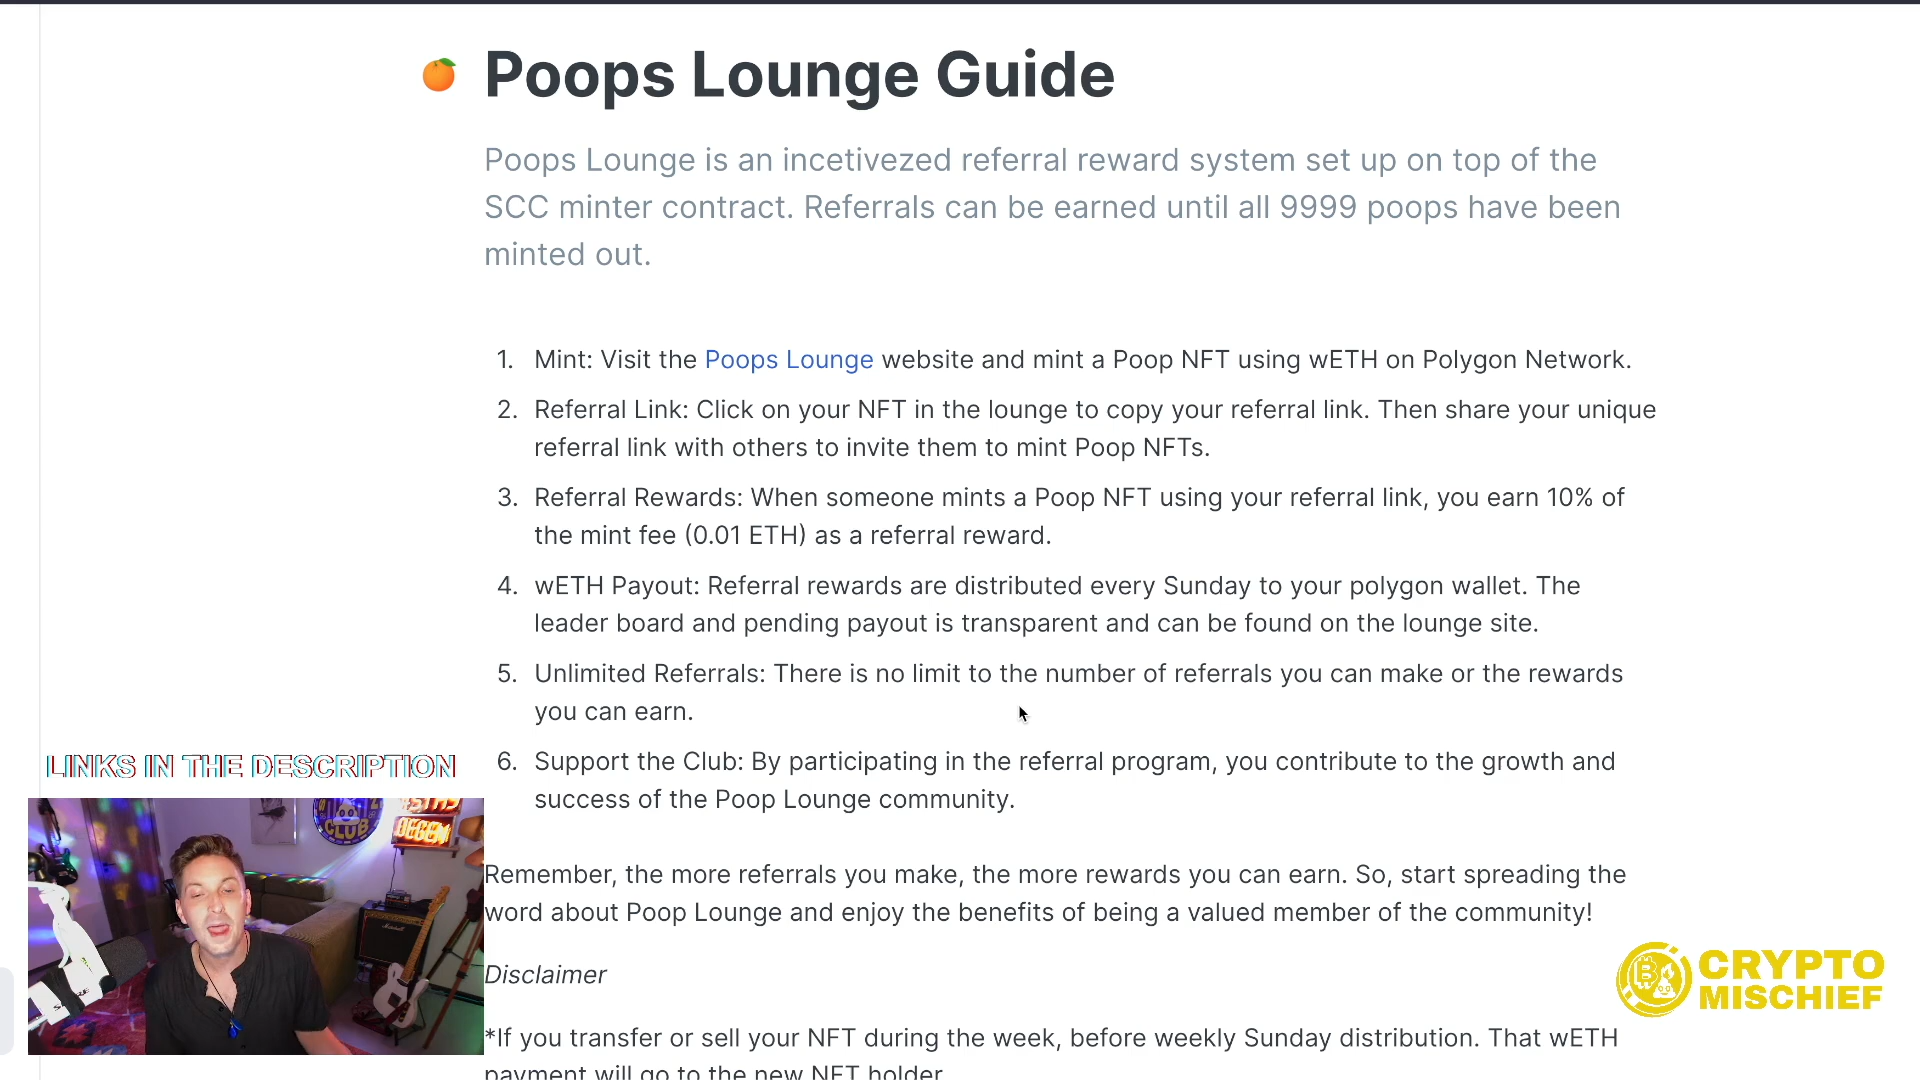 Poops Lounge Guide
Poops Lounge is an incetivezed referral reward system set up on top of the
SCC minter contract. Referrals can be earned until all 9999 poops have been
minted out.
1. Mint: Visit the Poops Lounge website and mint a Poop NFT using wETH on Polygon Network.
2. Referral Link: Click on your NFT in the lounge to copy your referral link. Then share your unique
referral link with others to invite them to mint Poop NFTs.
3. Referral Rewards: When someone mints a Poop NFT using your referral link, you earn 10% of
the mint fee (0.01 ETH) as a referral reward.
4. wETH Payout: Referral rewards are distributed every Sunday to your polygon wallet. The
leader board and pending payout is transparent and can be found on the lounge site.
5. Unlimited Referrals: There is no limit to the number of referrals you can make or the rewards
you can earn.
6. Support the Club: By participating in the referral program, you contribute to the growth and
success of the Poop Lounge community.
Remember, the more referrals you make, the more rewards you can earn. So, start spreading the
word about Poop Lounge and enjoy the benefits of being a valued member of the community!
Disclaimer
*If you transfer or sell your NFT during the week, before weekly Sunday distribution. That wETH
payment will go to the new NFT holder
LINKS IN THE DESCRIPTION
CLUB
DEGEN
Marshall
CRYPTO
MISCHIEF